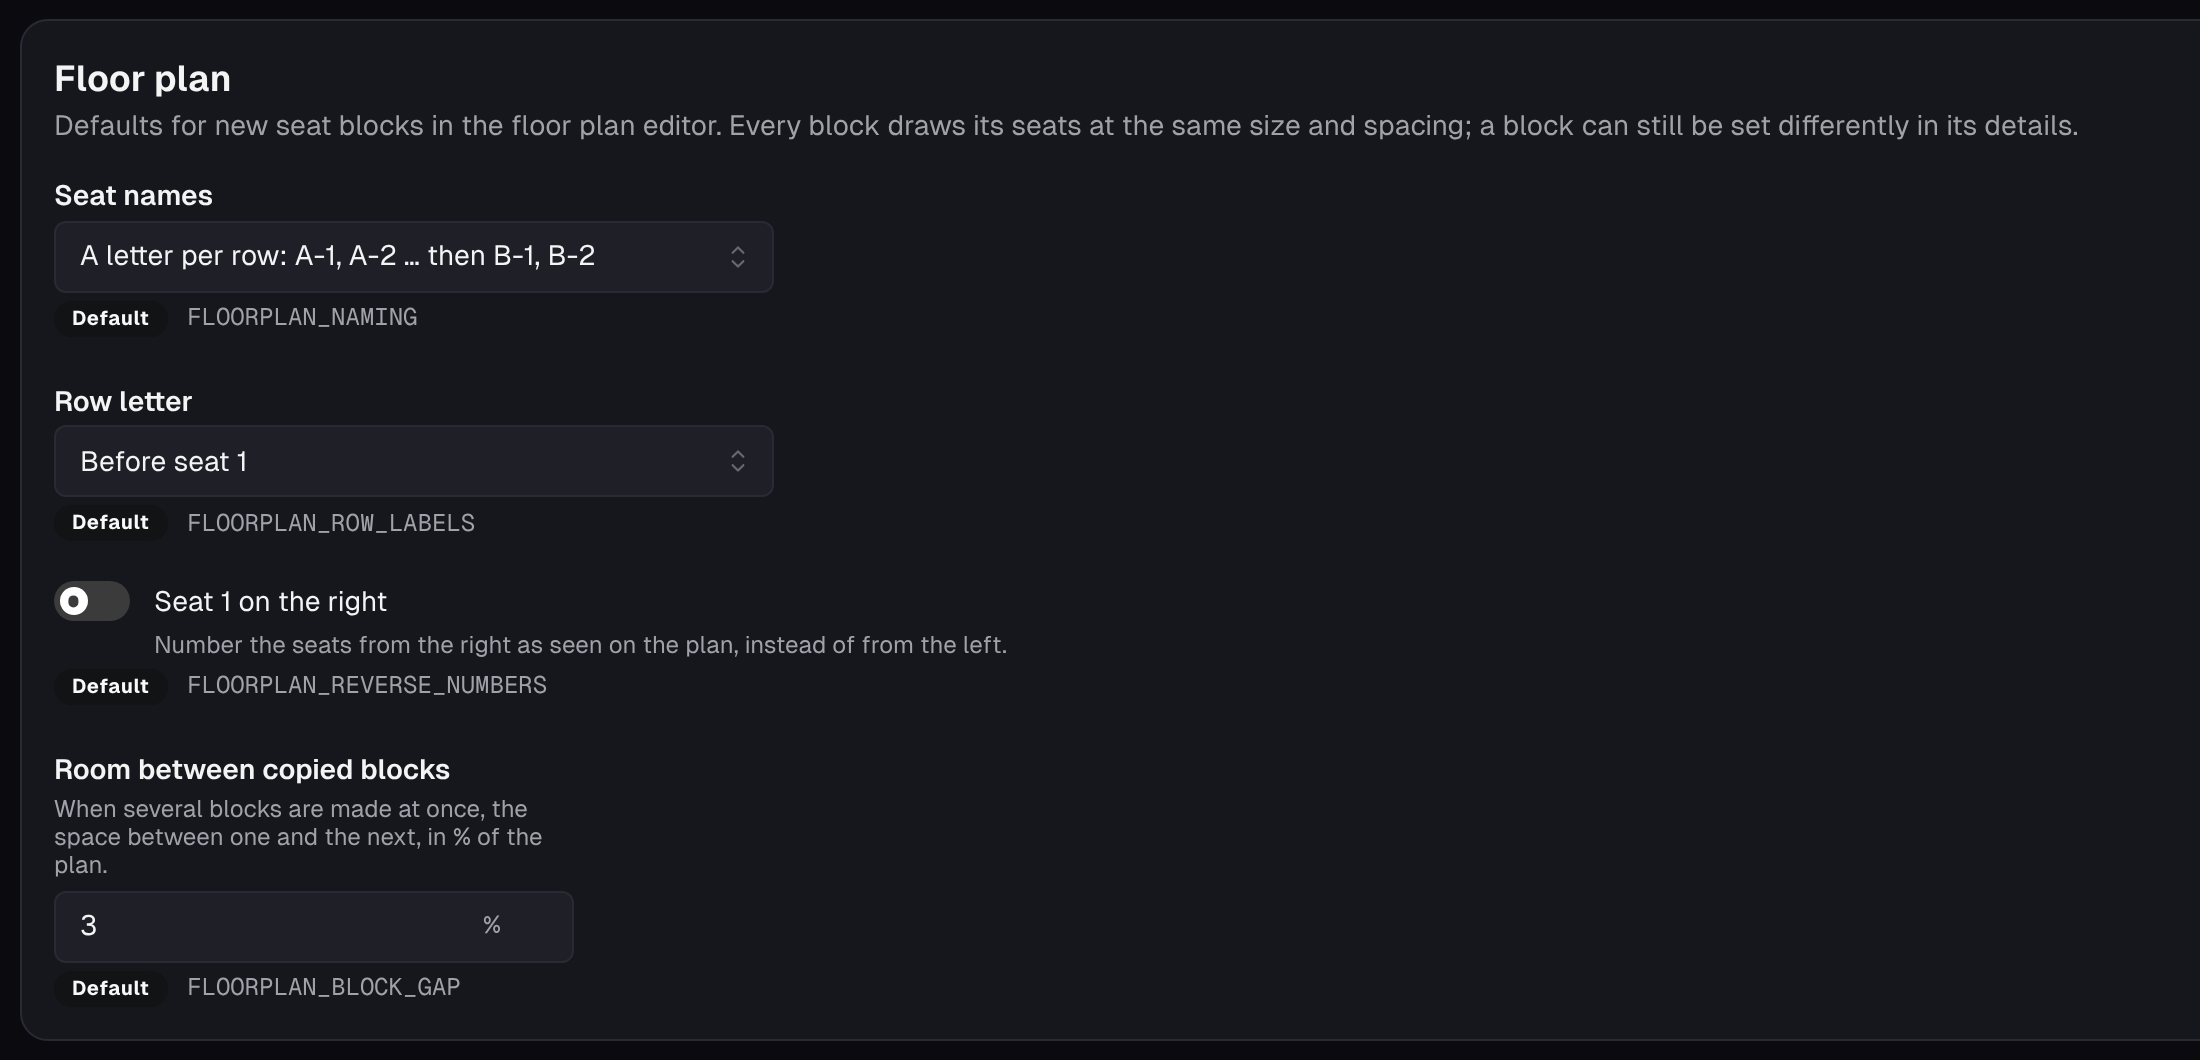 Floor plan
Defaults for new seat blocks in the floor plan editor. Every block draws its seats at the same size and spacing; a block can still be set differently in its details.
Seat names
A letter per row: A-1, A-2 … then B-1, B-2
Default FLOORPLAN_NAMING
Row letter
Before seat 1
Default FLOORPLAN_ROW_LABELS
Seat 1 on the right
Number the seats from the right as seen on the plan, instead of from the left.
Default FLOORPLAN_REVERSE_NUMBERS
Room between copied blocks
When several blocks are made at once, the
space between one and the next, in % of the
plan.
3 %
Default FLOORPLAN_BLOCK_GAP